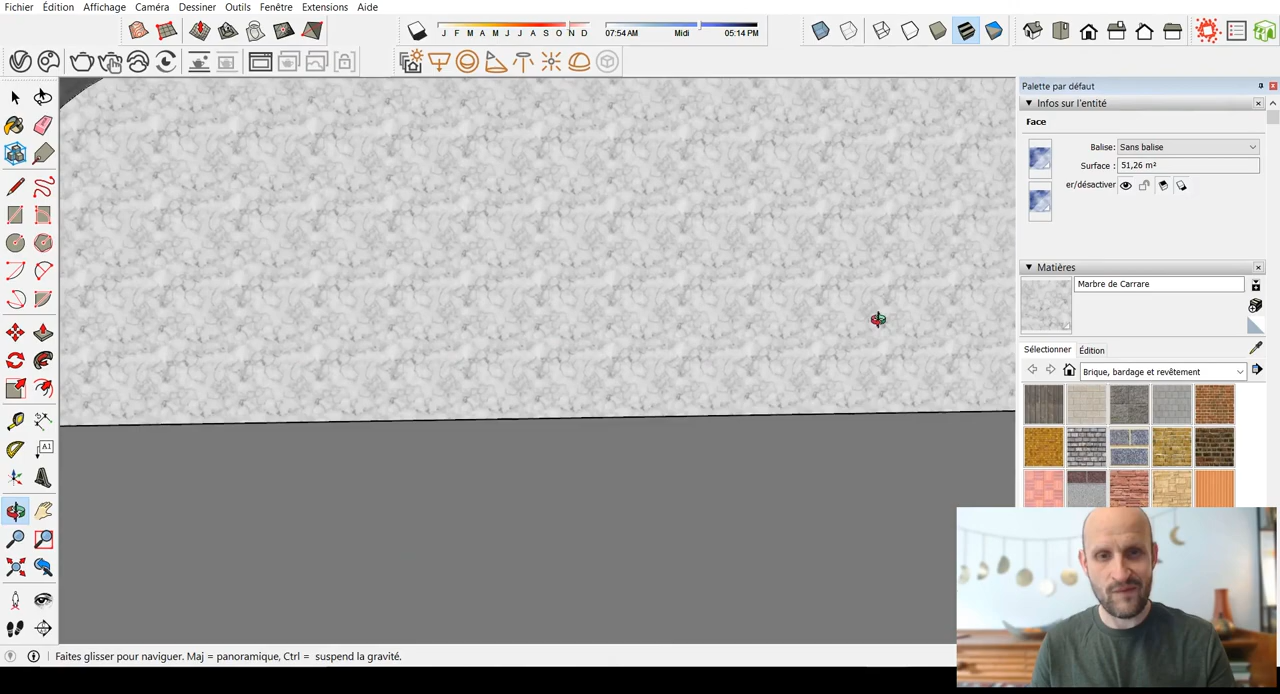 Fichier Édition Affichage Caméra Dessiner Outils Fenêtre Extensions Aide
J F M A M J J A S O N D 07:54 AM Midi 05:14 PM
Palette par défaut
Infos sur l'entité
Face
Balise: Sans balise
Surface : 51,26 m²
er/désactiver
Matières
Marbre de Carrare
Sélectionner Édition
Brique, bardage et revêtement
A1
Faites glisser pour naviguer. Maj = panoramique, Ctrl = suspend la gravité.